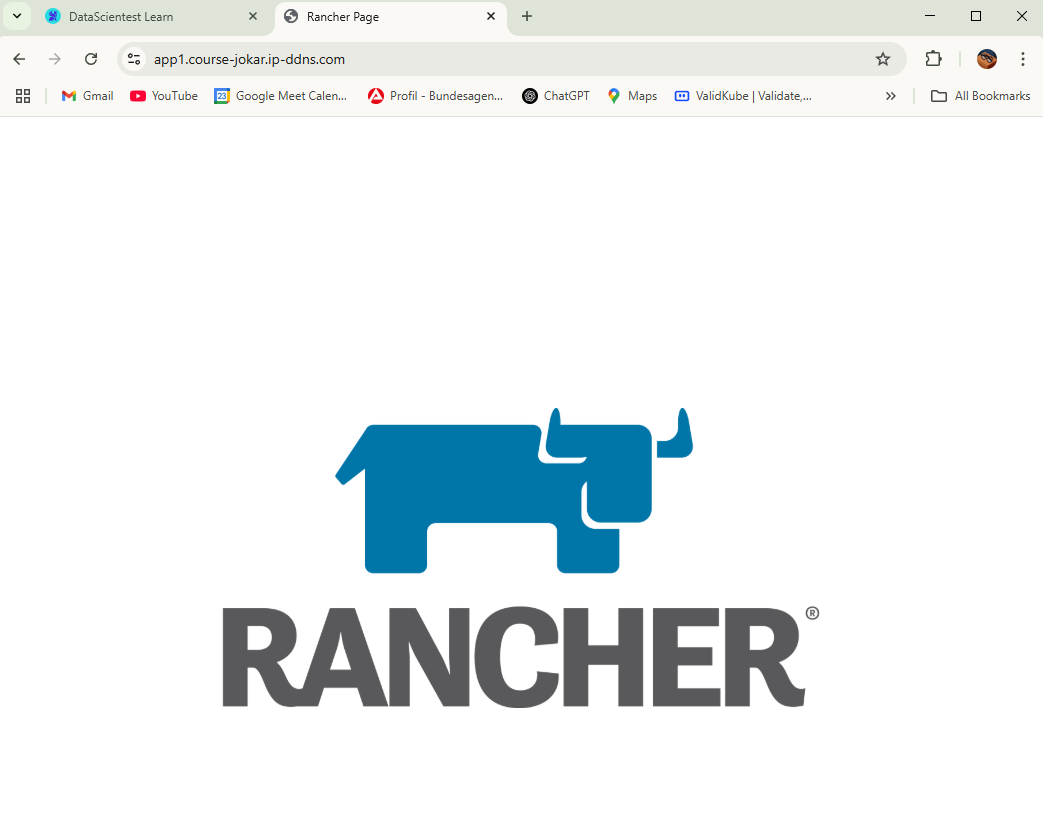 DataScientest Learn
Rancher Page
app1.course-jokar.ip-ddns.com
Gmail
YouTube
23
Google Meet Calen...
Profil - Bundesagen...
ChatGPT
Maps
ValidKube | Validate,...
All Bookmarks
RANCHER®